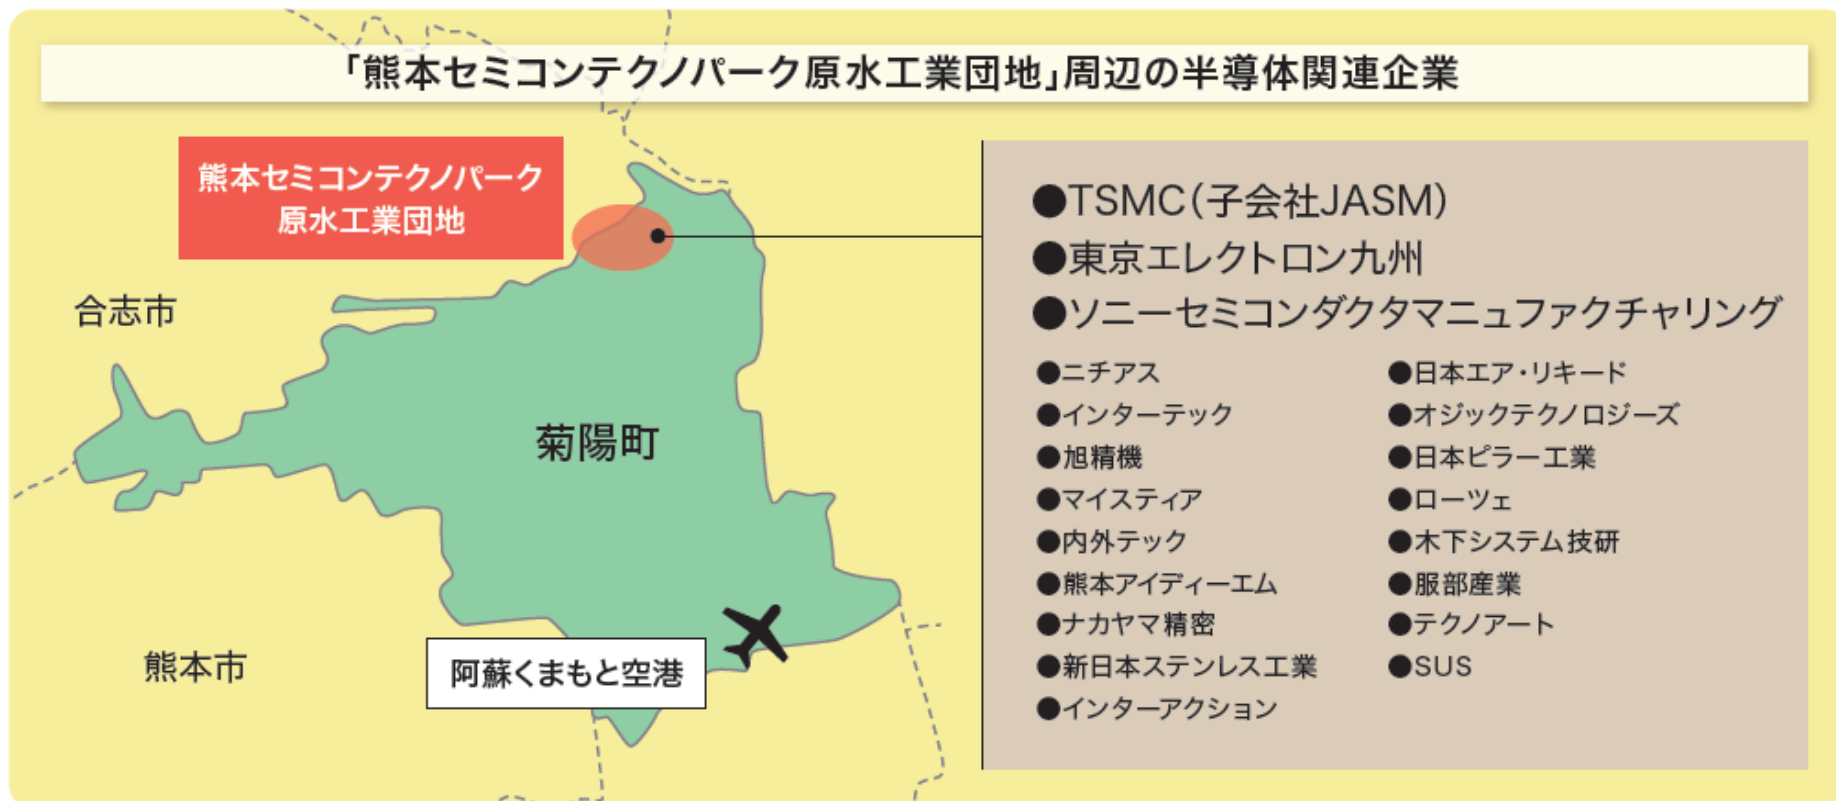 「熊本セミコンテクノパーク原水工業団地」周辺の半導体関連企業
熊本セミコンテクノパーク
原水工業団地
合志市
菊陽町
熊本市
阿蘇くまもと空港
●TSMC(子会社JASM)
●東京エレクトロン九州
●ソニーセミコンダクタマニュファクチャリング
●ニチアス
●インターテック
●旭精機
●マイスティア
●内外テック
●熊本アイディーエム
●ナカヤマ精密
●新日本ステンレス工業
●インターアクション
●日本エア・リキード
●オジックテクノロジーズ
●日本ピラー工業
●ローツェ
●木下システム技研
●服部産業
●テクノアート
●SUS